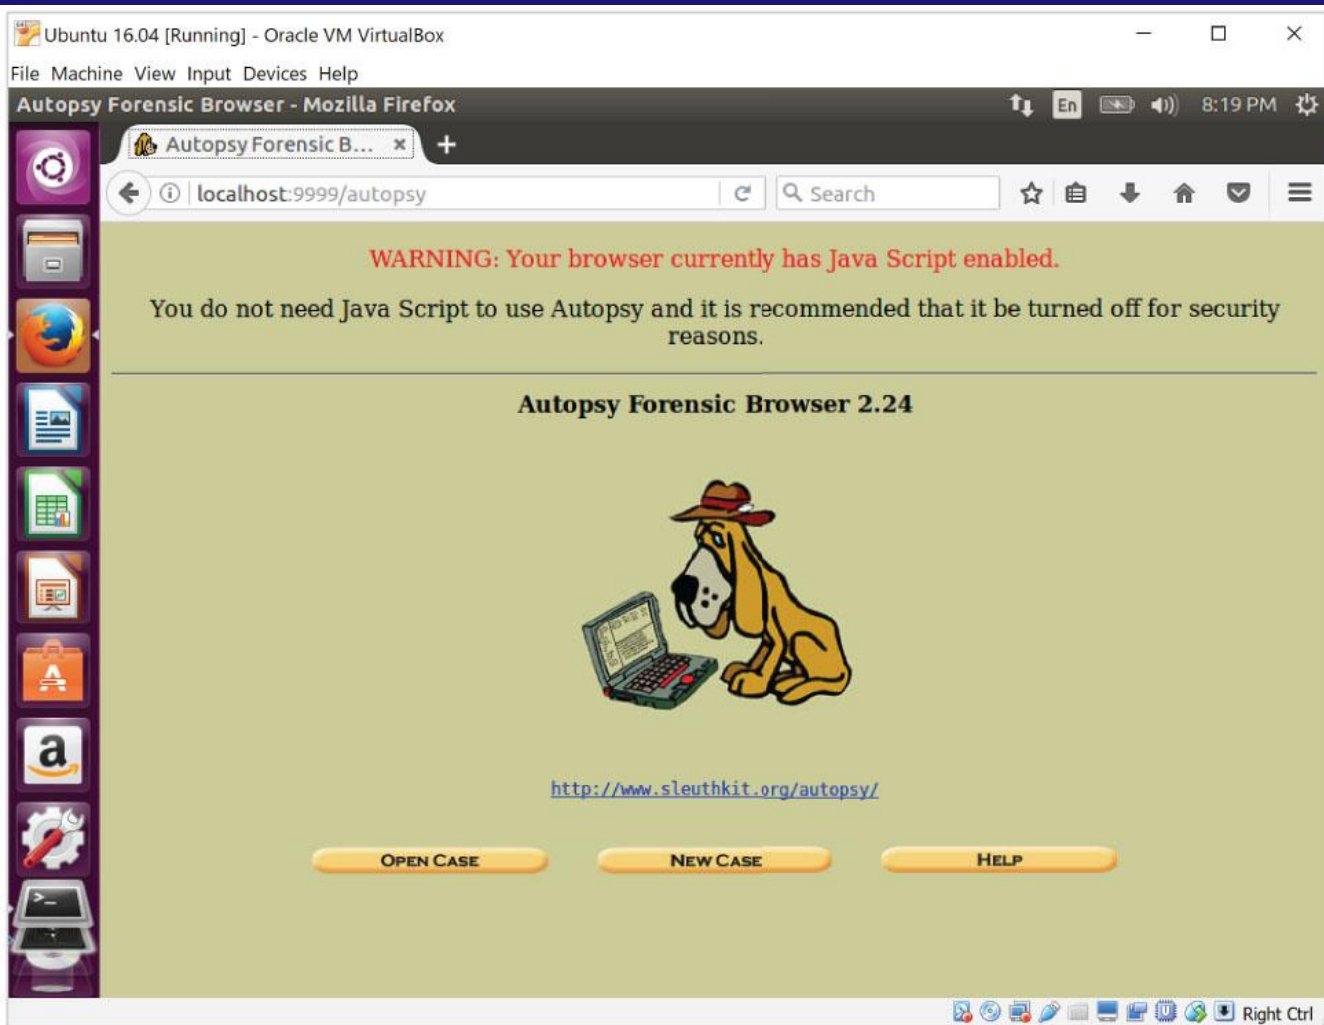 Ubuntu 16.04 [Running] - Oracle VM VirtualBox
File Machine View Input Devices Help
Autopsy Forensic Browser - Mozilla Firefox
En
8:19 PM
Autopsy Forensic B...
localhost:9999/autopsy
Search
WARNING: Your browser currently has Java Script enabled.
You do not need Java Script to use Autopsy and it is recommended that it be turned off for security
reasons.
Autopsy Forensic Browser 2.24
http://www.sleuthkit.org/autopsy/
OPEN CASE
NEW CASE
HELP
Right Ctrl